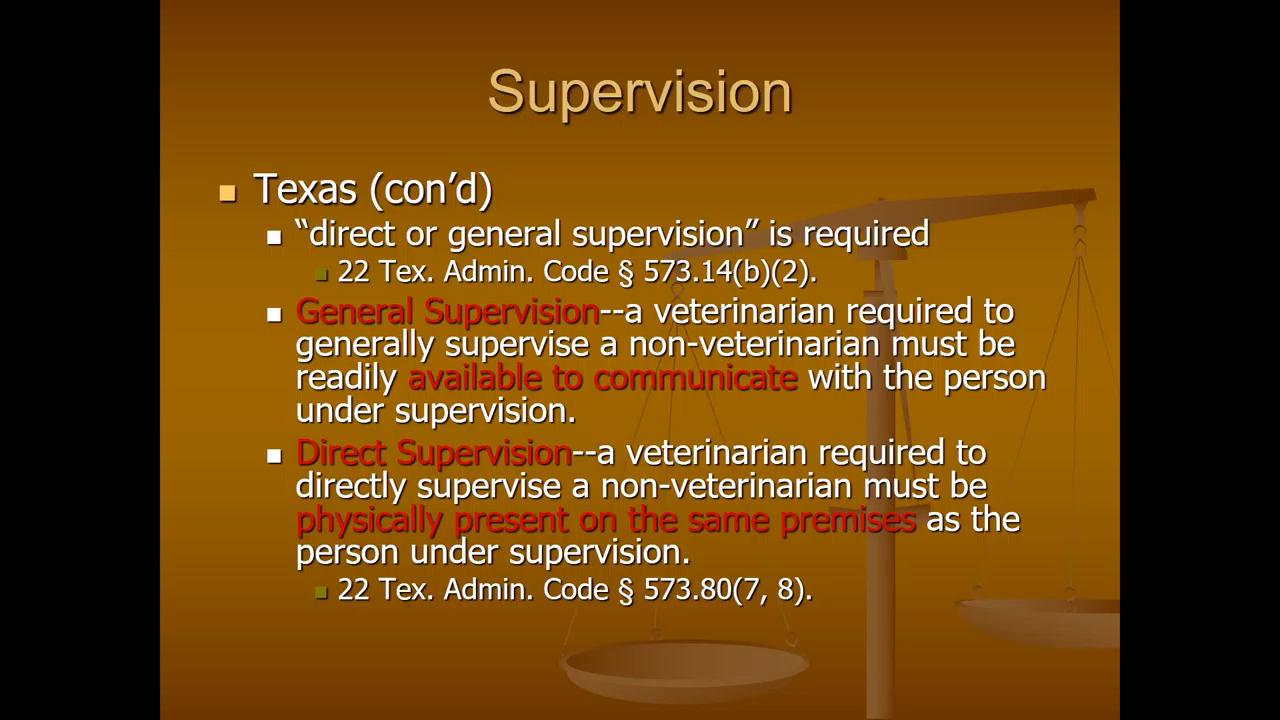 Supervision
Texas (con’d)
“direct or general supervision” is required
22 Tex. Admin. Code § 573.14(b)(2).
General Supervision--a veterinarian required to
generally supervise a non-veterinarian must be
readily available to communicate with the person
under supervision.
Direct Supervision--a veterinarian required to
directly supervise a non-veterinarian must be
physically present on the same premises as the
person under supervision.
22 Tex. Admin. Code § 573.80(7, 8).